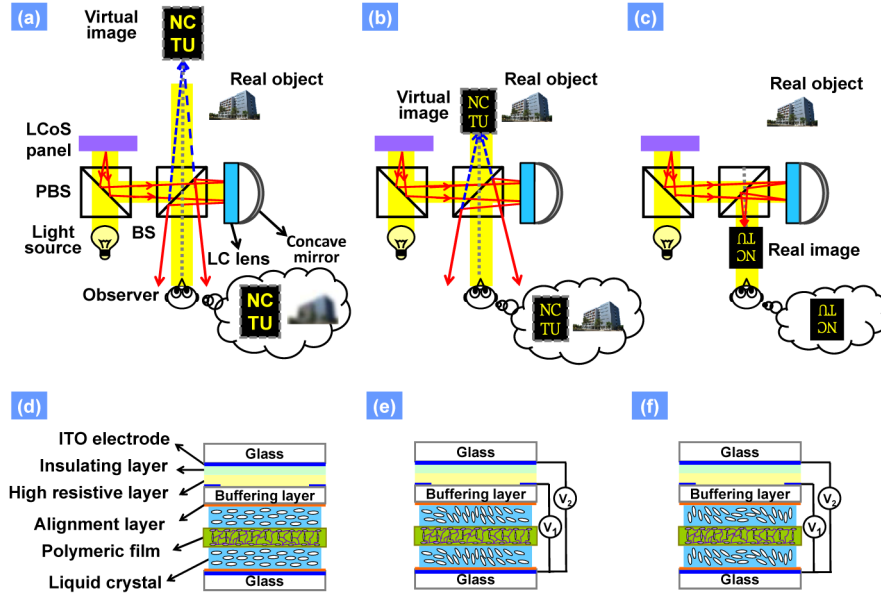 (a)
Virtual
image
NC
TU
Real object
LCoS
panel
PBS
Light
source
BS
LC lens
Concave
mirror
Observer
NC
TU
(b)
Virtual
image
NC
TU
Real object
NC
TU
(c)
Real object
NC
TU
Real image
NC
TU
(d)
ITO electrode
Insulating layer
High resistive layer
Alignment layer
Polymeric film
Liquid crystal
Glass
Buffering layer
Glass
(e)
Glass
Buffering layer
Glass
V1
V2
(f)
Glass
Buffering layer
Glass
V1
V2